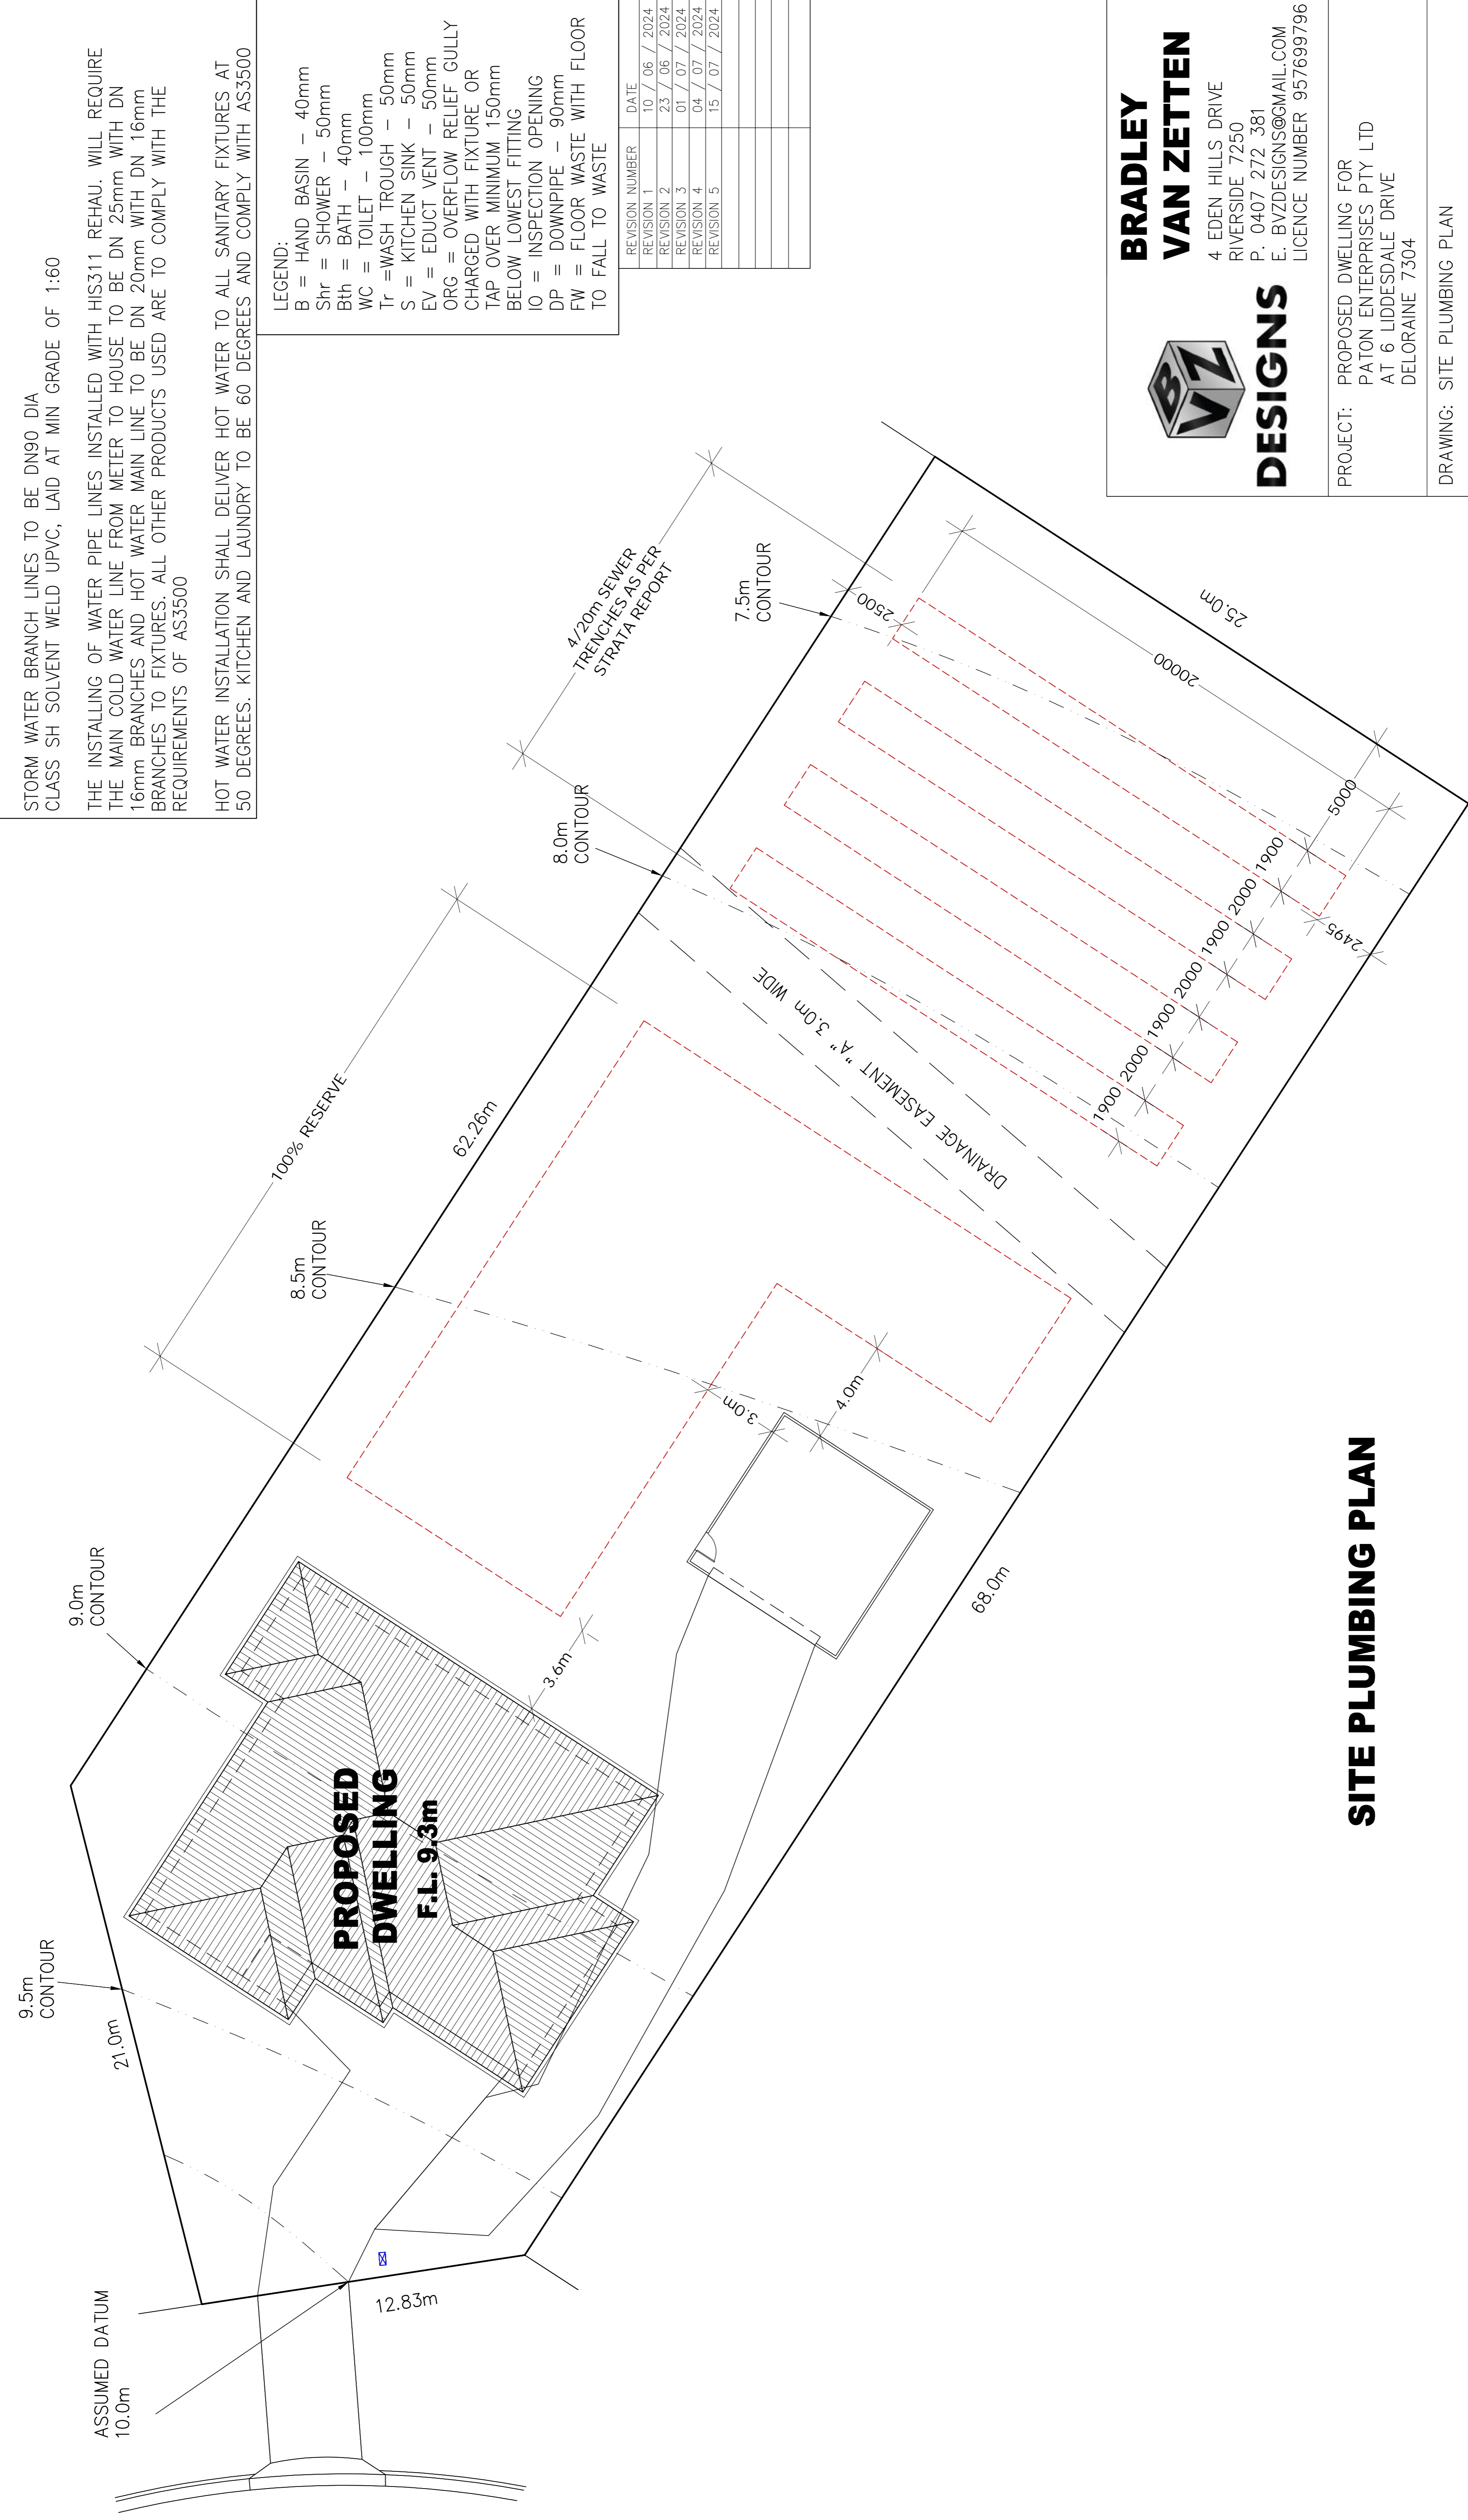 STORM WATER BRANCH LINES TO BE DN90 DIA
CLASS SH SOLVENT WELD UPVC, LAID AT MIN GRADE OF 1:60
THE INSTALLING OF WATER PIPE LINES INSTALLED WITH HIS311 REHAU. WILL REQUIRE
THE MAIN COLD WATER LINE FROM METER TO HOUSE TO BE DN 25mm WITH DN
16mm BRANCHES AND HOT WATER MAIN LINE TO BE DN 20mm WITH DN 16mm
BRANCHES TO FIXTURES. ALL OTHER PRODUCTS USED ARE TO COMPLY WITH THE
REQUIREMENTS OF AS3500
HOT WATER INSTALLATION SHALL DELIVER HOT WATER TO ALL SANITARY FIXTURES AT
50 DEGREES. KITCHEN AND LAUNDRY TO BE 60 DEGREES AND COMPLY WITH AS3500
LEGEND:
B = HAND BASIN - 40mm
Shr = SHOWER - 50mm
Bth = BATH - 40mm
WC = TOILET - 100mm
Tr =WASH TROUGH - 50mm
S = KITCHEN SINK - 50mm
EV = EDUCT VENT - 50mm
ORG = OVERFLOW RELIEF GULLY
CHARGED WITH FIXTURE OR
TAP OVER MINIMUM 150mm
BELOW LOWEST FITTING
IO = INSPECTION OPENING
DP = DOWNPIPE - 90mm
FW = FLOOR WASTE WITH FLOOR
TO FALL TO WASTE
REVISION NUMBER DATE
REVISION 1 10 / 06 / 2024
REVISION 2 23 / 06 / 2024
REVISION 3 01 / 07 / 2024
REVISION 4 04 / 07 / 2024
REVISION 5 15 / 07 / 2024
BRADLEY
VAN ZETTEN
4 EDEN HILLS DRIVE
RIVERSIDE 7250
P. 0407 272 381
E. BVZDESIGNS@GMAIL.COM
LICENCE NUMBER 957699796
B
V
Z
DESIGNS
PROJECT: PROPOSED DWELLING FOR
PATON ENTERPRISES PTY LTD
AT 6 LIDDESDALE DRIVE
DELORAINE 7304
DRAWING: SITE PLUMBING PLAN
ASSUMED DATUM
10.0m
9.5m
CONTOUR
9.0m
CONTOUR
8.5m
CONTOUR
8.0m
CONTOUR
7.5m
CONTOUR
21.0m
12.83m
62.26m
68.0m
25.0m
100% RESERVE
4/20m SEWER
TRENCHES AS PER
STRATA REPORT
PROPOSED
DWELLING
F.L. 9.3m
3.6m
3.0m
4.0m
DRAINAGE EASEMENT "A" 3.0m WIDE
2500
20000
5000
1900
2000
1900
2000
1900
2000
1900
2495
SITE PLUMBING PLAN